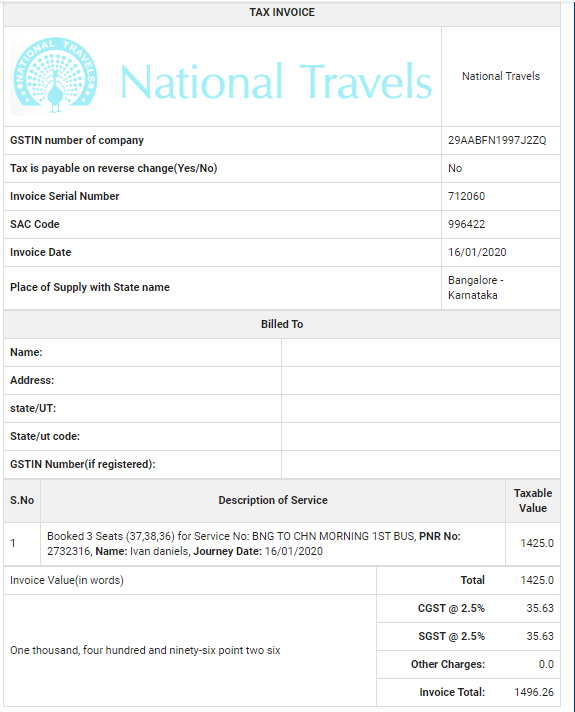 TAX INVOICE
NATIONAL TRAVELS
National Travels
National Travels
GSTIN number of company 29AABFN1997J2ZQ
Tax is payable on reverse change(Yes/No) No
Invoice Serial Number 712060
SAC Code 996422
Invoice Date 16/01/2020
Place of Supply with State name Bangalore -
Karnataka
Billed To
Name:
Address:
state/UT:
State/ut code:
GSTIN Number(if registered):
S.No Description of Service Taxable
Value
1 Booked 3 Seats (37,38,36) for Service No: BNG TO CHN MORNING 1ST BUS, PNR No:
2732316, Name: Ivan daniels, Journey Date: 16/01/2020 1425.0
Invoice Value(in words) Total 1425.0
CGST @ 2.5% 35.63
SGST @ 2.5% 35.63
One thousand, four hundred and ninety-six point two six
Other Charges: 0.0
Invoice Total: 1496.26